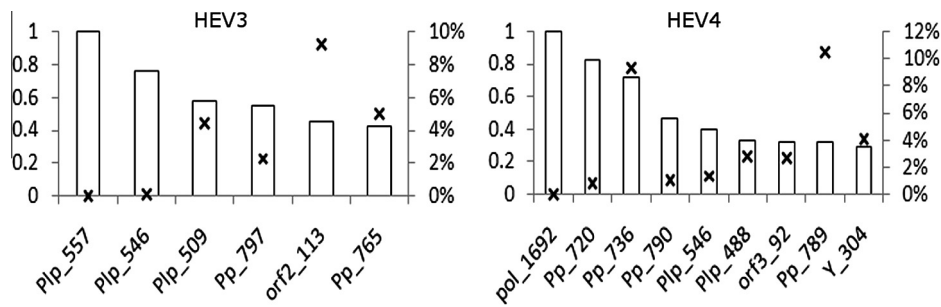 HEV3
1
0.8
0.6
0.4
0.2
0
10%
8%
6%
4%
2%
0%
Plp_557
Plp_546
Plp_509
Pp_797
orf2_113
Pp_765
HEV4
1
0.8
0.6
0.4
0.2
0
12%
10%
8%
6%
4%
2%
0%
pol_1692
Pp_720
Pp_736
Pp_790
Plp_546
Plp_488
orf3_92
Pp_789
Y_304